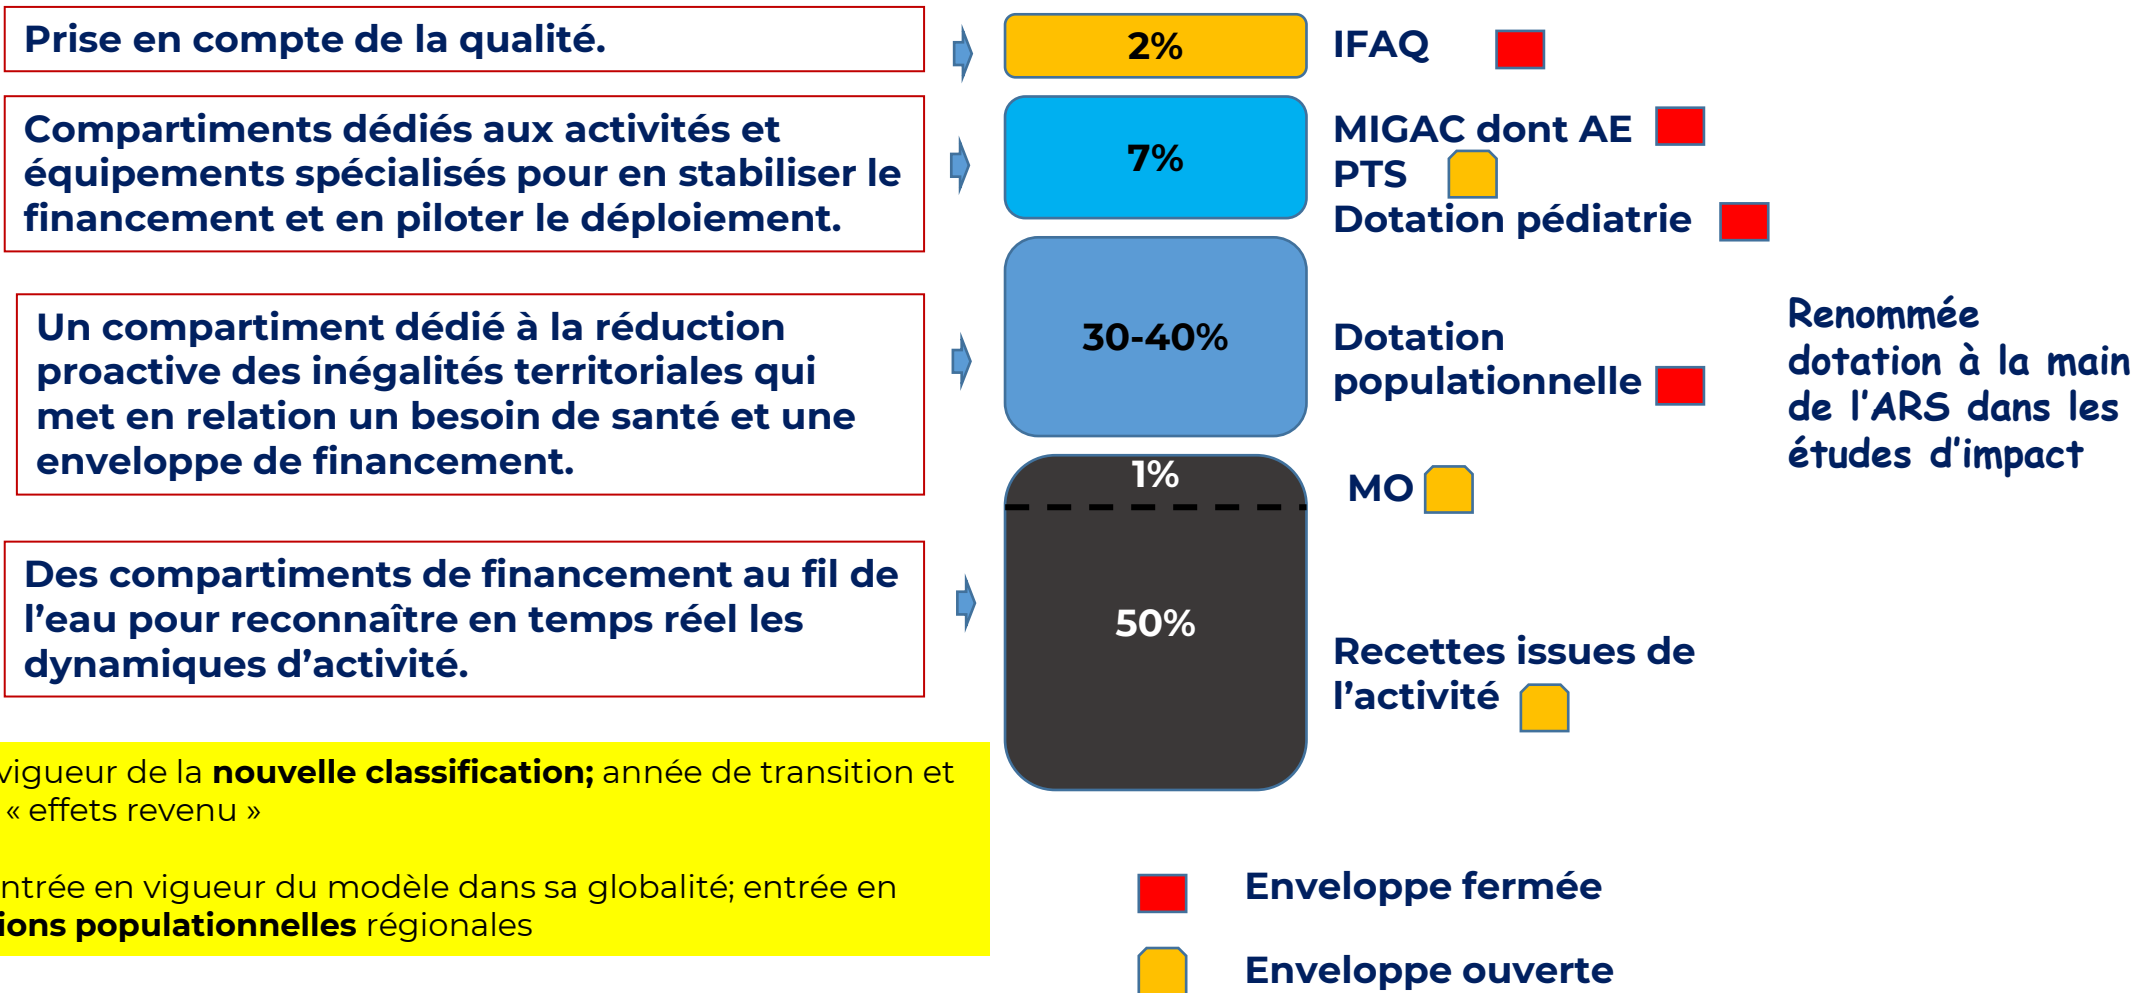 Prise en compte de la qualité.
2%
IFAQ
Compartiments dédiés aux activités et
équipements spécialisés pour en stabiliser le
financement et en piloter le déploiement.
7%
MIGAC dont AE
PTS
Dotation pédiatrie
Un compartiment dédié à la réduction
proactive des inégalités territoriales qui
met en relation un besoin de santé et une
enveloppe de financement.
30-40%
Dotation
populationnelle
Renommée
dotation à la main
de l'ARS dans les
études d'impact
1%
MO
Des compartiments de financement au fil de
l'eau pour reconnaître en temps réel les
dynamiques d'activité.
50%
Recettes issues de
l'activité
vigueur de la nouvelle classification; année de transition et
« effets revenu »
ntrée en vigueur du modèle dans sa globalité; entrée en
ions populationnelles régionales
Enveloppe fermée
Enveloppe ouverte